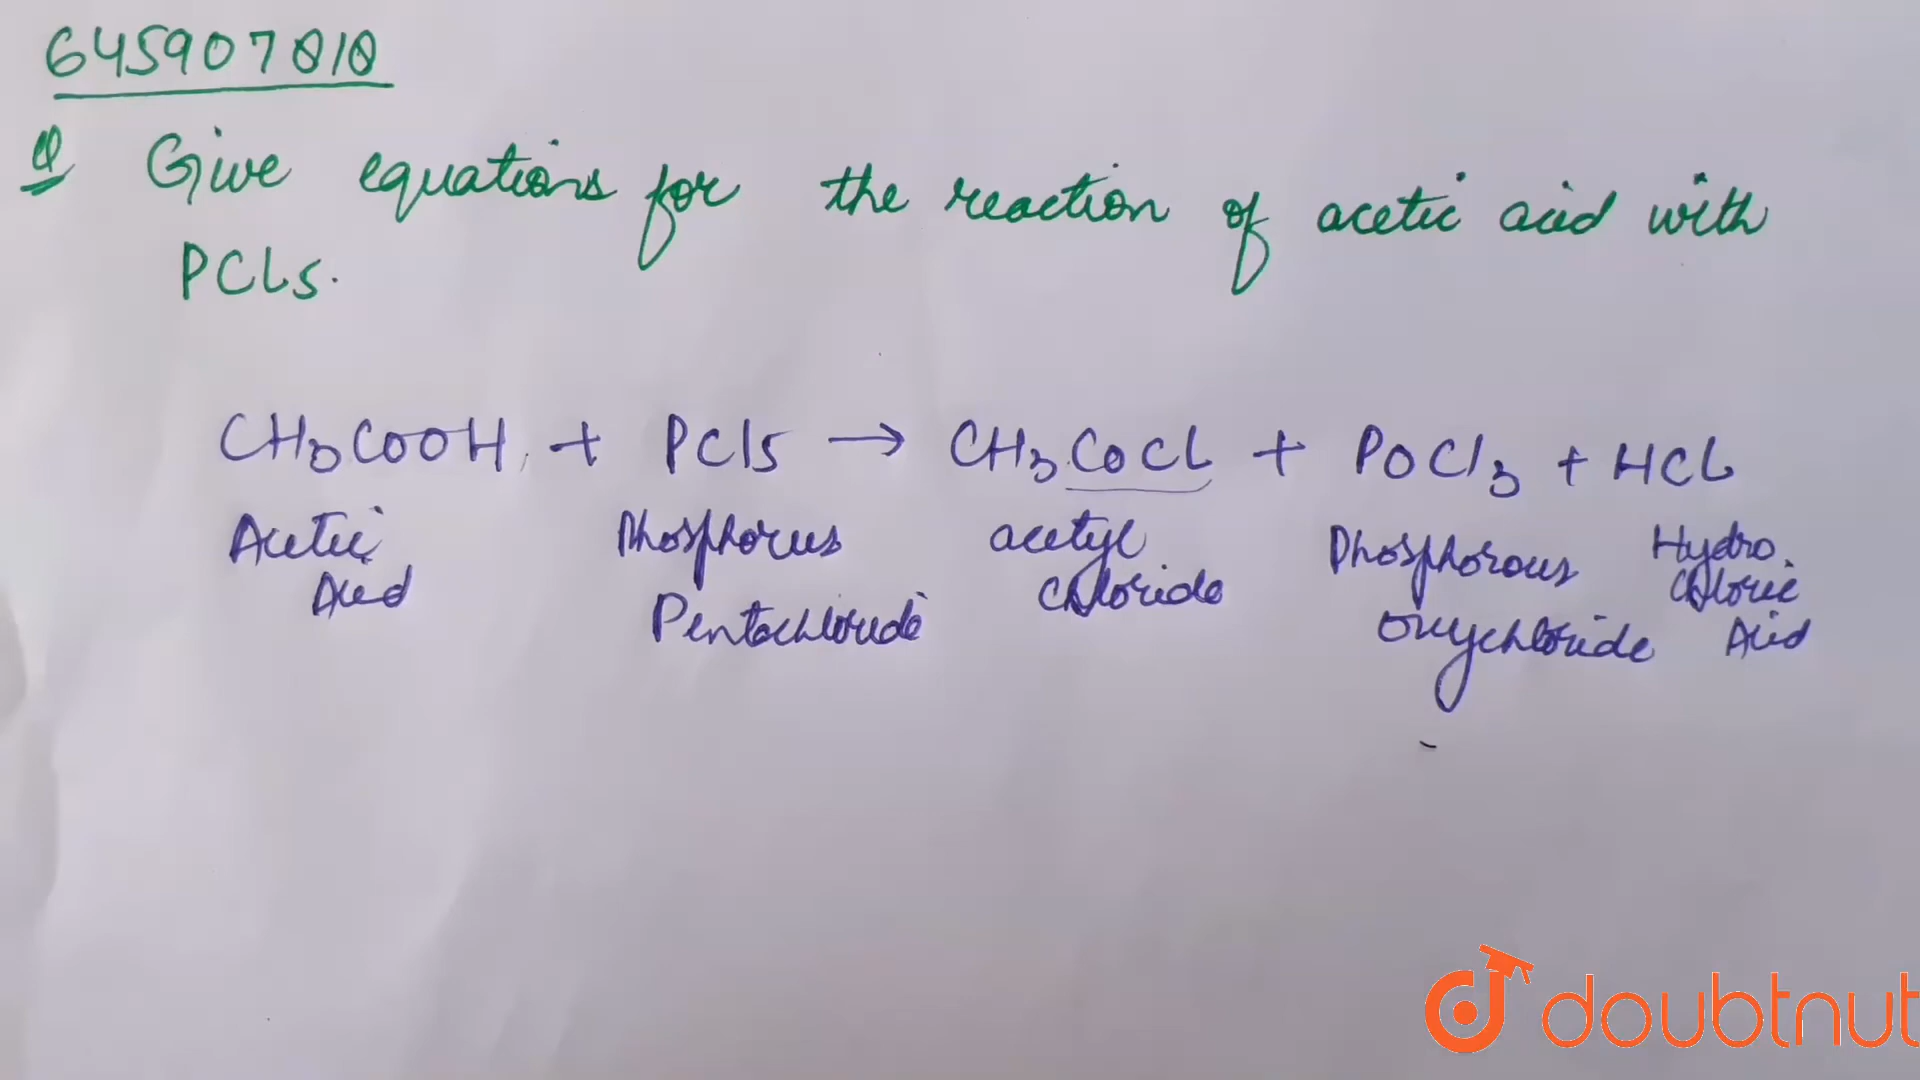 645907010
Q Give equations for the reaction of acetic acid with
PCl5.
CH3COOH + PCl5 → CH3COCl + POCl3 + HCl
Acetic Acid
Phosphorus Pentachloride
acetyl Chloride
Phosphorous oxychloride
Hydro Chloric Acid
doubtnut